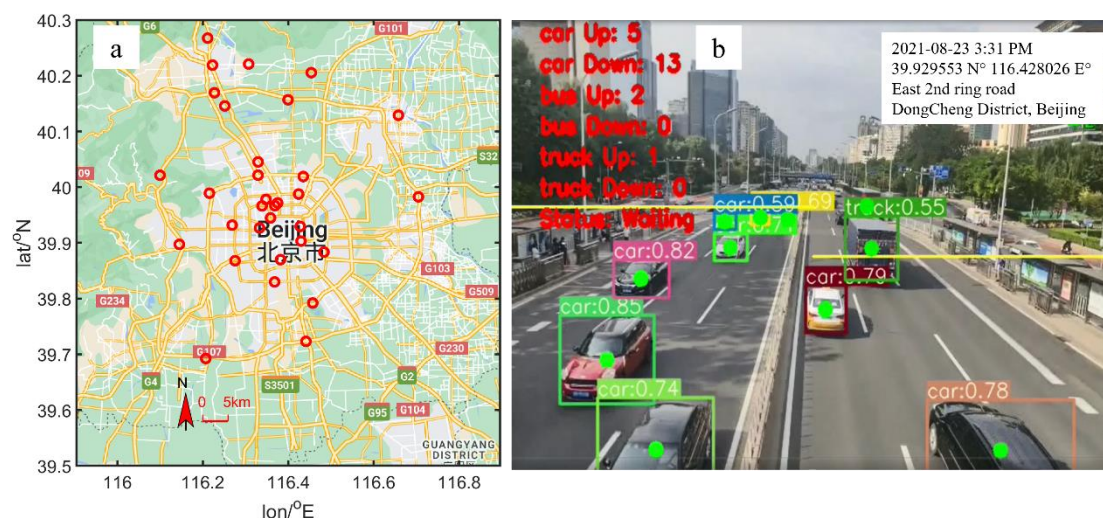 40.3
40.2
40.1
40
39.9
39.8
39.7
39.6
39.5
lat/°N
116
116.2
116.4
116.6
116.8
lon/°E
a
G6
G101
S32
09
Beijing
北京市
G103
G509
G234
G107
G230
G4
S3501
G2
G95
G104
GUANGYANG
DISTRICT
N
0 5km
b
car Up: 5
car Down: 13
bus Up: 2
bus Down: 0
truck Up: 1
truck Down: 0
Status: Waiting
2021-08-23 3:31 PM
39.929553 N° 116.428026 E°
East 2nd ring road
DongCheng District, Beijing
car:0.59
.69
truck:0.55
car:0.82
car:0.79
car:0.85
car:0.74
car:0.78